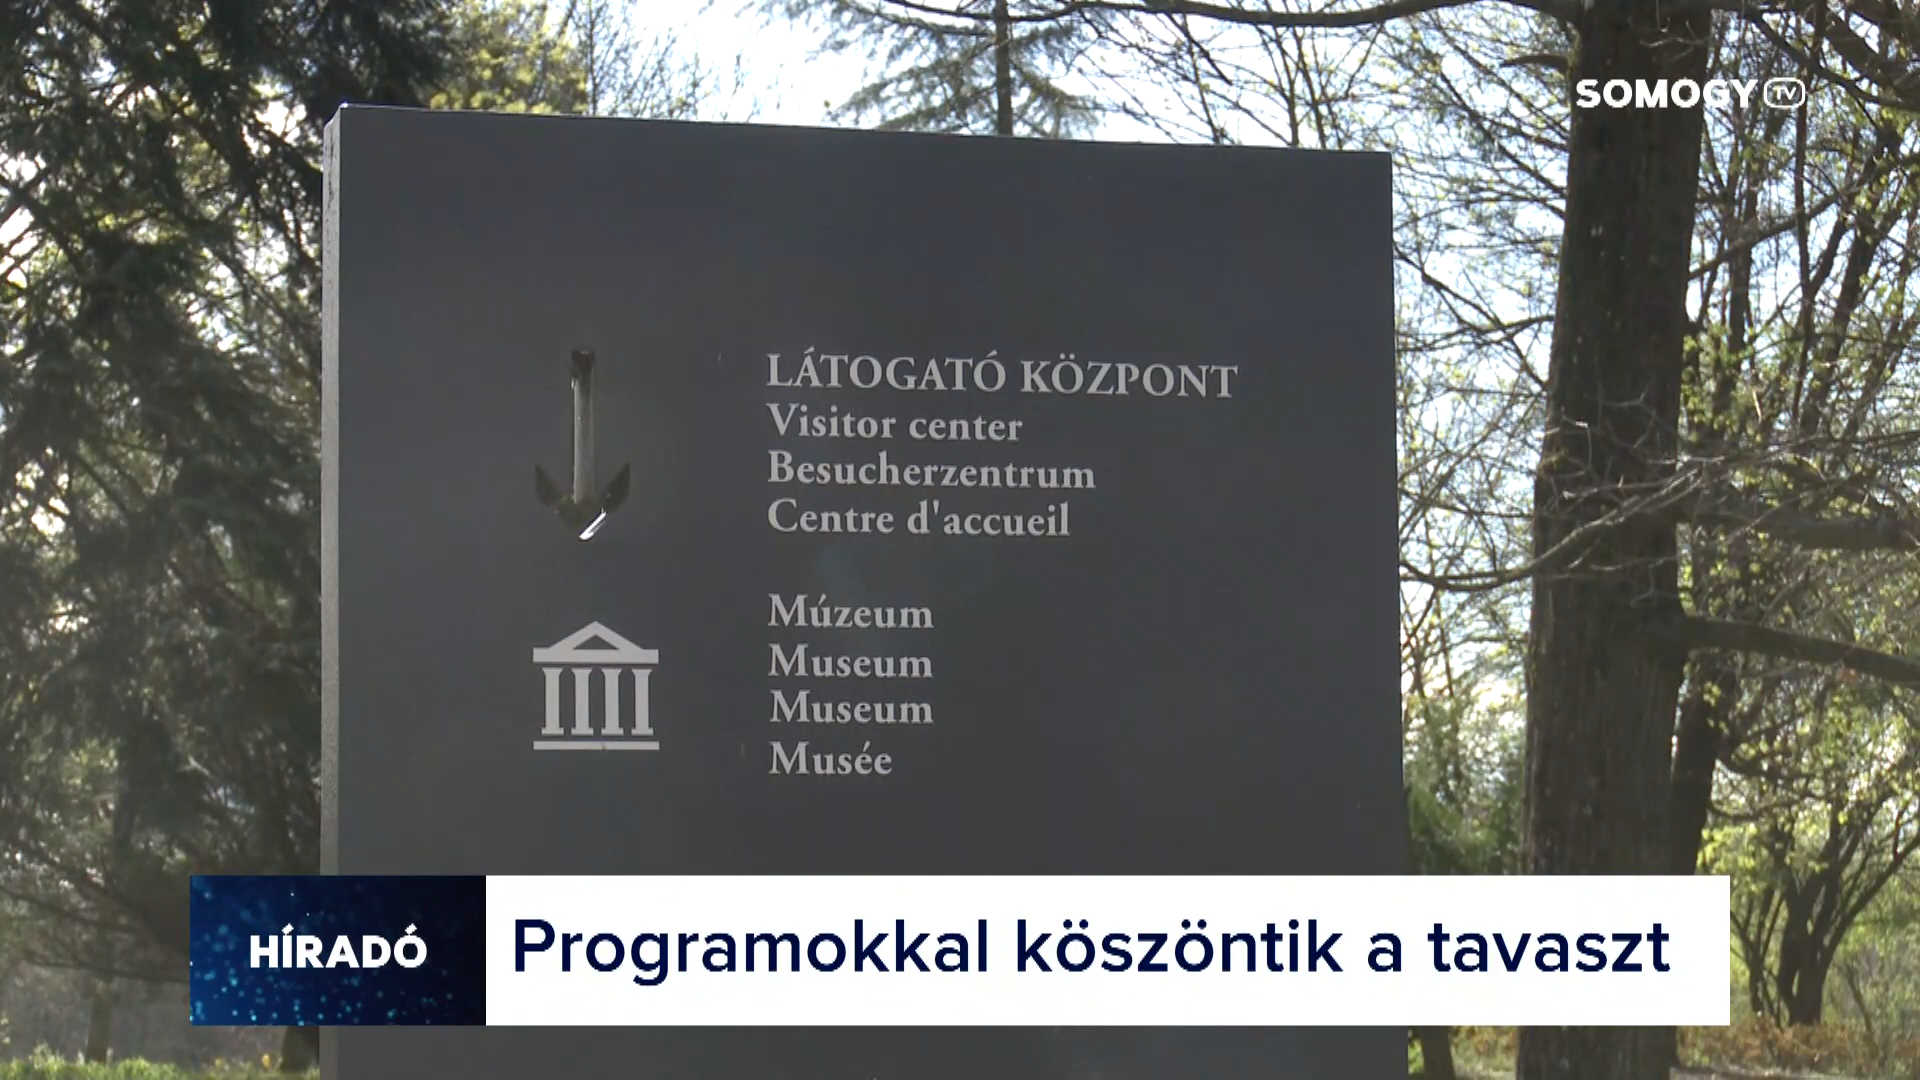 SOMOGY TV
LÁTOGATÓ KÖZPONT
Visitor center
Besucherzentrum
Centre d'accueil
Múzeum
Museum
Museum
Musée
HÍRADÓ
Programokkal köszöntik a tavaszt